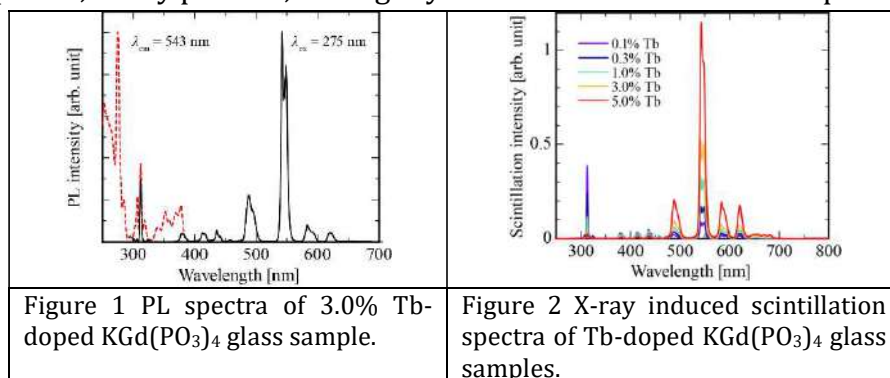 λem = 543 nm
λex = 275 nm
PL intensity [arb. unit]
300 400 500 600 700
Wavelength [nm]
Scintillation intensity [arb. unit]
1
0.5
0
0.1% Tb
0.3% Tb
1.0% Tb
3.0% Tb
5.0% Tb
300 400 500 600 700 800
Wavelength [nm]
Figure 1 PL spectra of 3.0% Tb-
doped KGd(PO₃)₄ glass sample.
Figure 2 X-ray induced scintillation
spectra of Tb-doped KGd(PO₃)₄ glass
samples.